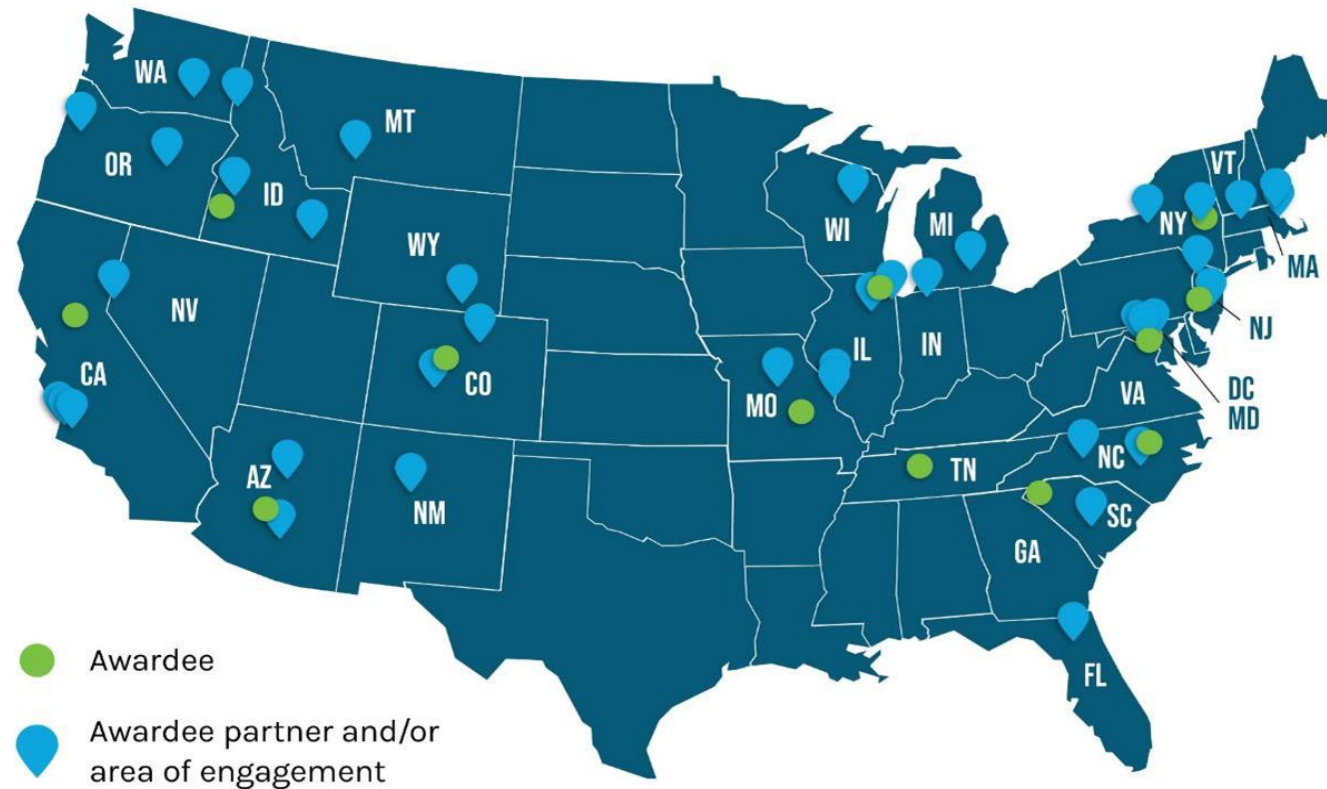 WA
MT
VT
OR
ID
WI
MI
NY
WY
MA
NV
NJ
IL
IN
CA
CO
MO
VA
DC
MD
NC
TN
AZ
NM
SC
GA
FL
Awardee
Awardee partner and/or
area of engagement